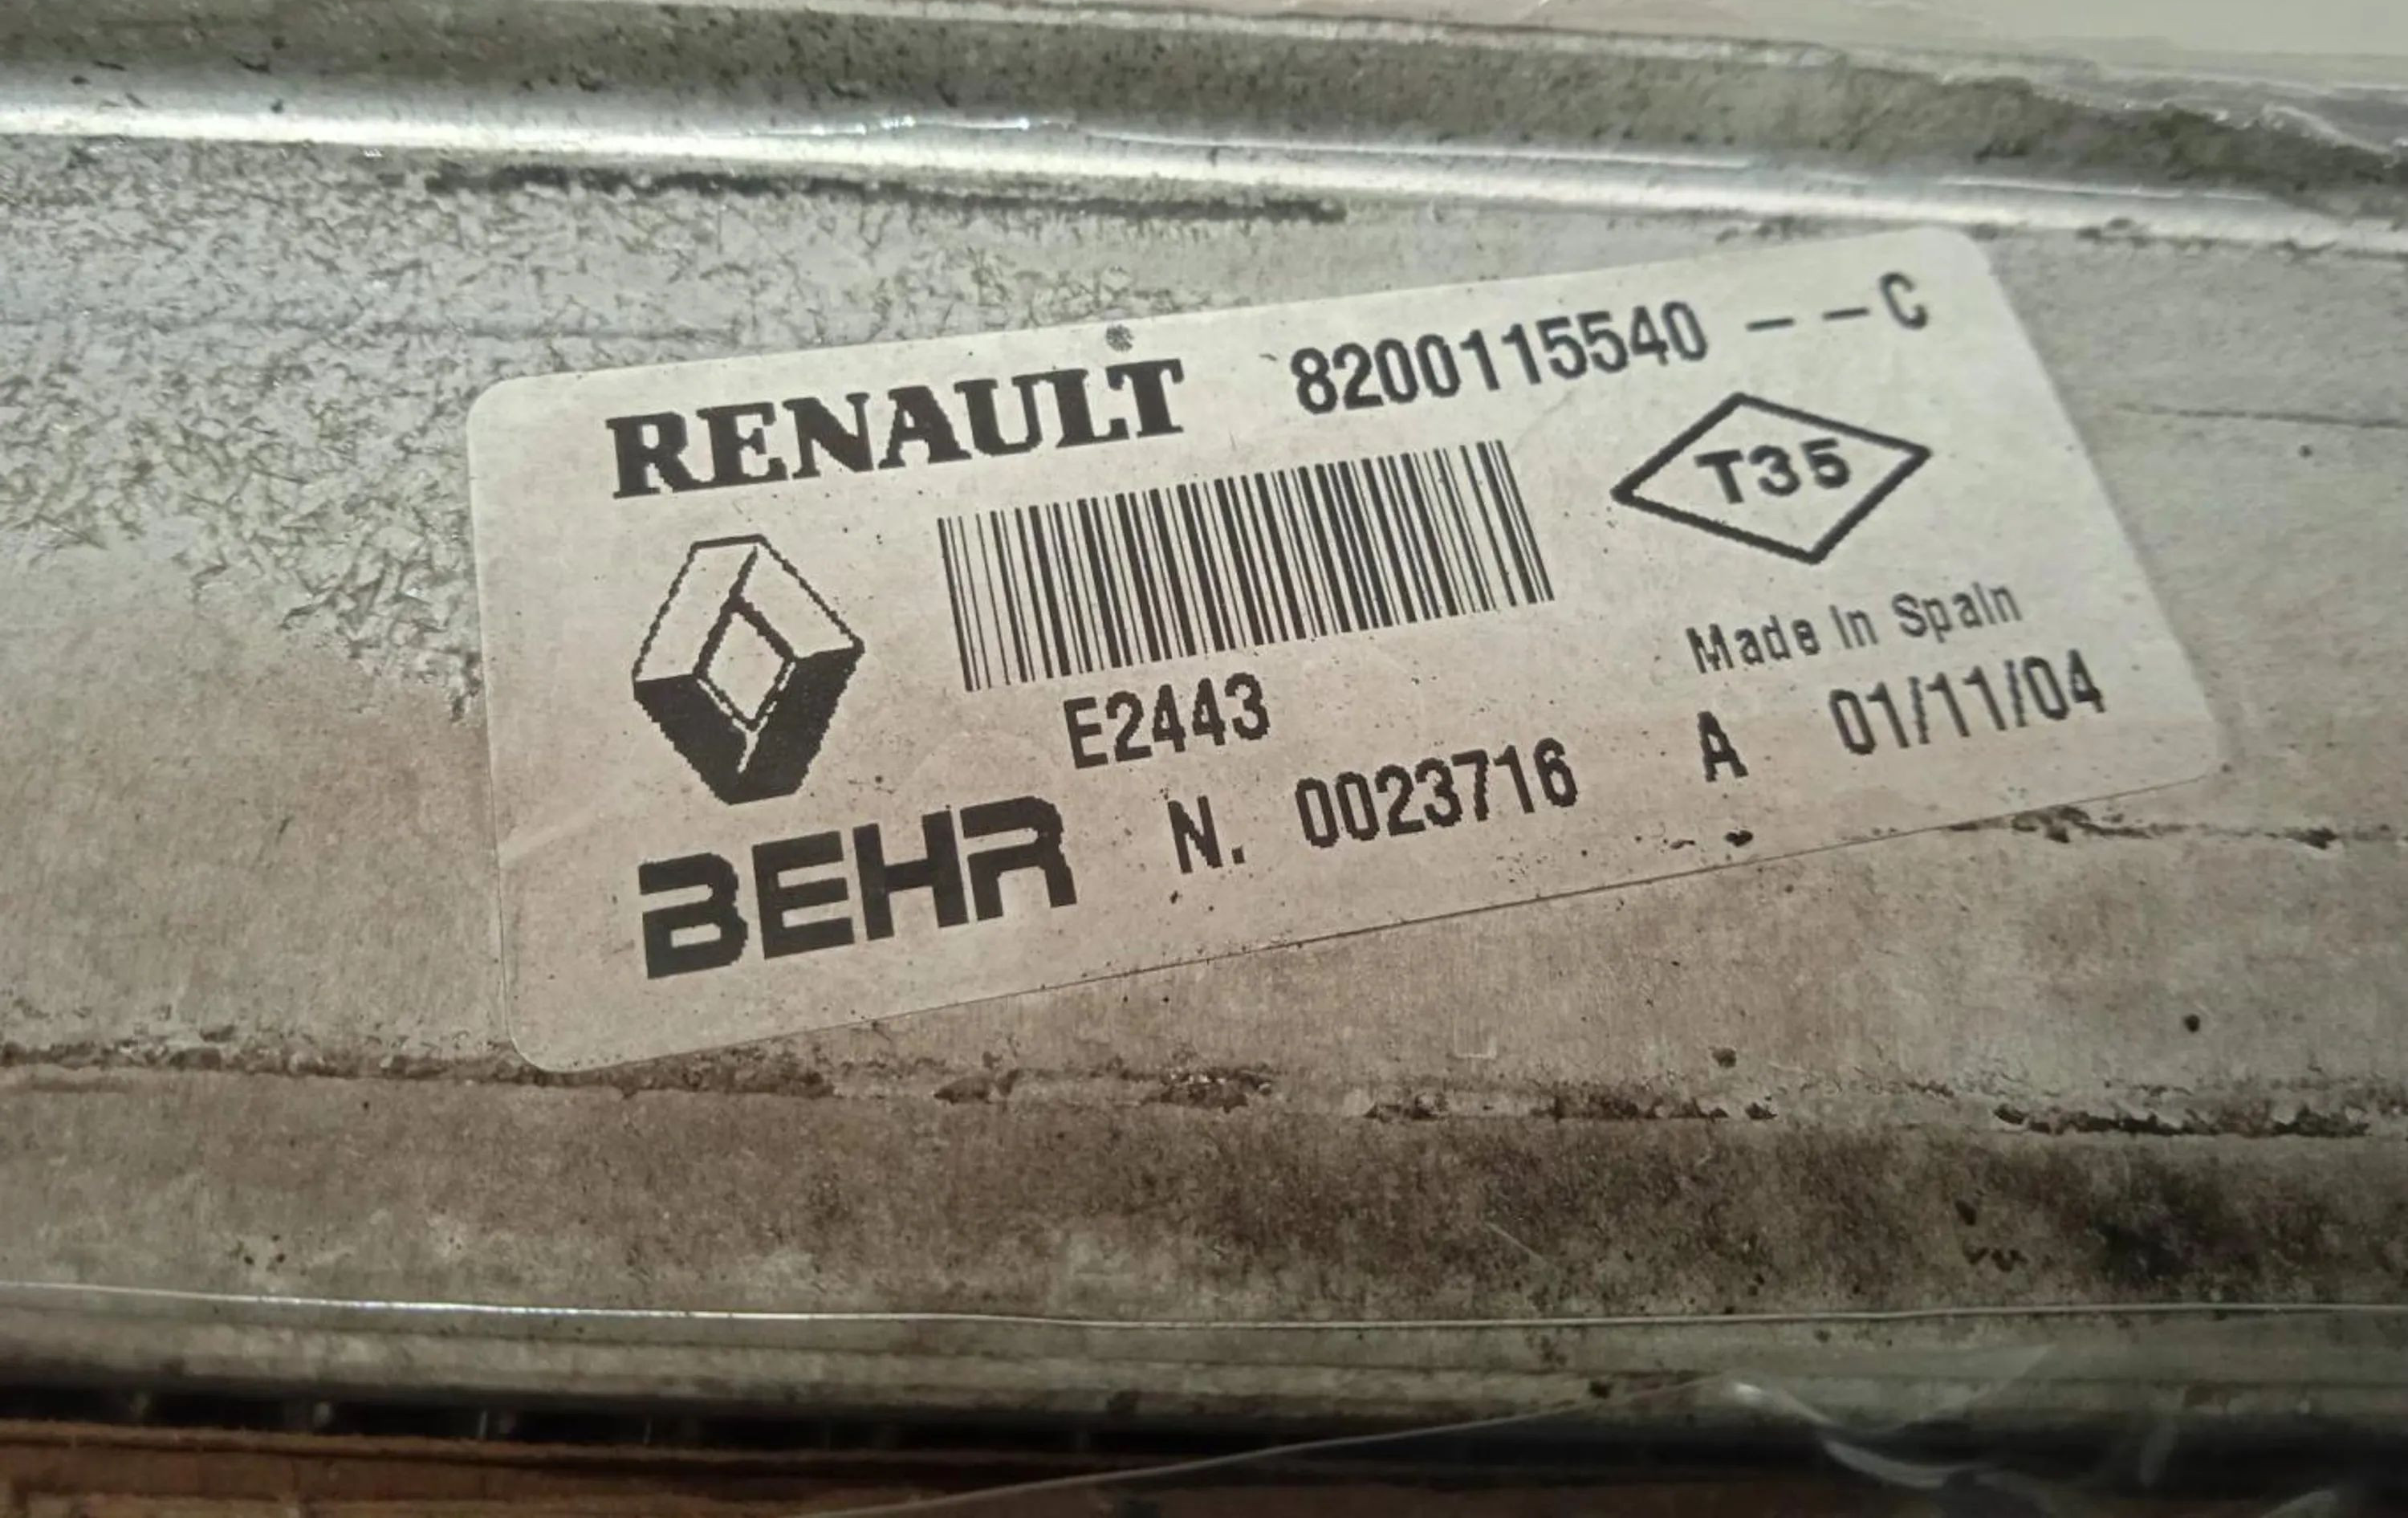 RENAULT 8200115540 --C
T35
Made In Spain
E2443
BEHR N. 0023716 A 01/11/04